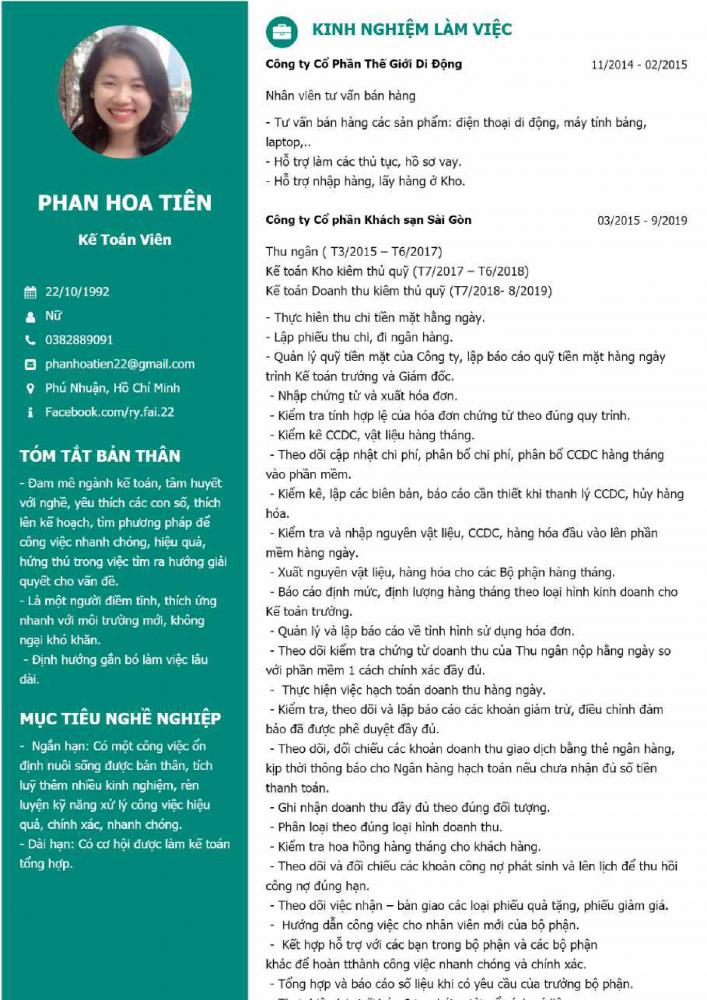 PHAN HOA TIÊN
Kế Toán Viên
22/10/1992
Nữ
0382889091
phanhoatien22@gmail.com
Phú Nhuận, Hồ Chí Minh
Facebook.com/ry.fai.22
TÓM TẮT BẢN THÂN
- Đam mê ngành kế toán, tâm huyết
với nghề, yêu thích các con số, thích
lên kế hoạch, tìm phương pháp để
công việc nhanh chóng, hiệu quả,
hứng thú trong việc tìm ra hướng giải
quyết cho vấn đề.
- Là một người điềm tĩnh, thích ứng
nhanh với môi trường mới, không
ngại khó khăn.
- Định hướng gắn bó làm việc lâu
dài.
MỤC TIÊU NGHỀ NGHIỆP
- Ngắn hạn: Có một công việc ổn
định nuôi sống được bản thân, tích
luỹ thêm nhiều kinh nghiệm, rèn
luyện kỹ năng xử lý công việc hiệu
quả, chính xác, nhanh chóng.
- Dài hạn: Có cơ hội được làm kế toán
tổng hợp.
KINH NGHIỆM LÀM VIỆC
Công ty Cổ Phần Thế Giới Di Động 11/2014 - 02/2015
Nhân viên tư vấn bán hàng
- Tư vấn bán hàng các sản phẩm: điện thoại di động, máy tính bảng,
laptop,..
- Hỗ trợ làm các thủ tục, hồ sơ vay.
- Hỗ trợ nhập hàng, lấy hàng ở Kho.
Công ty Cổ phần Khách sạn Sài Gòn 03/2015 - 9/2019
Thu ngân ( T3/2015 – T6/2017)
Kế toán Kho kiêm thủ quỹ (T7/2017 – T6/2018)
Kế toán Doanh thu kiêm thủ quỹ (T7/2018- 8/2019)
- Thực hiên thu chi tiền mặt hằng ngày.
- Lập phiếu thu chi, đi ngân hàng.
- Quản lý quỹ tiền mặt của Công ty, lập báo cáo quỹ tiền mặt hàng ngày
trình Kế toán trưởng và Giám đốc.
- Nhập chứng từ và xuất hóa đơn.
- Kiểm tra tính hợp lệ của hóa đơn chứng từ theo đúng quy trình.
- Kiểm kê CCDC, vật liệu hàng tháng.
- Theo dõi cập nhật chi phí, phân bổ chi phí, phân bổ CCDC hàng tháng
vào phần mềm.
- Kiểm kê, lập các biên bản, báo cáo cần thiết khi thanh lý CCDC, hủy hàng
hóa.
- Kiểm tra và nhập nguyên vật liệu, CCDC, hàng hóa đầu vào lên phần
mềm hàng ngày.
- Xuất nguyên vật liệu, hàng hóa cho các Bộ phận hàng tháng.
- Báo cáo định mức, định lượng hàng tháng theo loại hình kinh doanh cho
Kế toán trưởng.
- Quản lý và lập báo cáo về tình hình sử dụng hóa đơn.
- Theo dõi kiểm tra chứng từ doanh thu của Thu ngân nộp hằng ngày so
với phần mềm 1 cách chính xác đầy đủ.
- Thực hiện việc hạch toán doanh thu hàng ngày.
- Kiểm tra, theo dõi và lập báo cáo các khoản giảm trừ, điều chỉnh đảm
bảo đã được phê duyệt đầy đủ.
- Theo dõi, đối chiếu các khoản doanh thu giao dịch bằng thẻ ngân hàng,
kịp thời thông báo cho Ngân hàng hạch toán nếu chưa nhận đủ số tiền
thanh toán.
- Ghi nhận doanh thu đầy đủ theo đúng đối tượng.
- Phân loại theo đúng loại hình doanh thu.
- Kiểm tra hoa hồng hàng tháng cho khách hàng.
- Theo dõi và đối chiếu các khoản công nợ phát sinh và lên lịch để thu hồi
công nợ đúng hạn.
- Theo dõi việc nhận – bàn giao các loại phiếu quà tặng, phiếu giảm giá.
- Hướng dẫn công việc cho nhân viên mới của bộ phận.
- Kết hợp hỗ trợ với các bạn trong bộ phận và các bộ phận
khác để hoàn tthành công việc nhanh chóng và chính xác.
- Tổng hợp và báo cáo số liệu khi có yêu cầu của trưởng bộ phận.